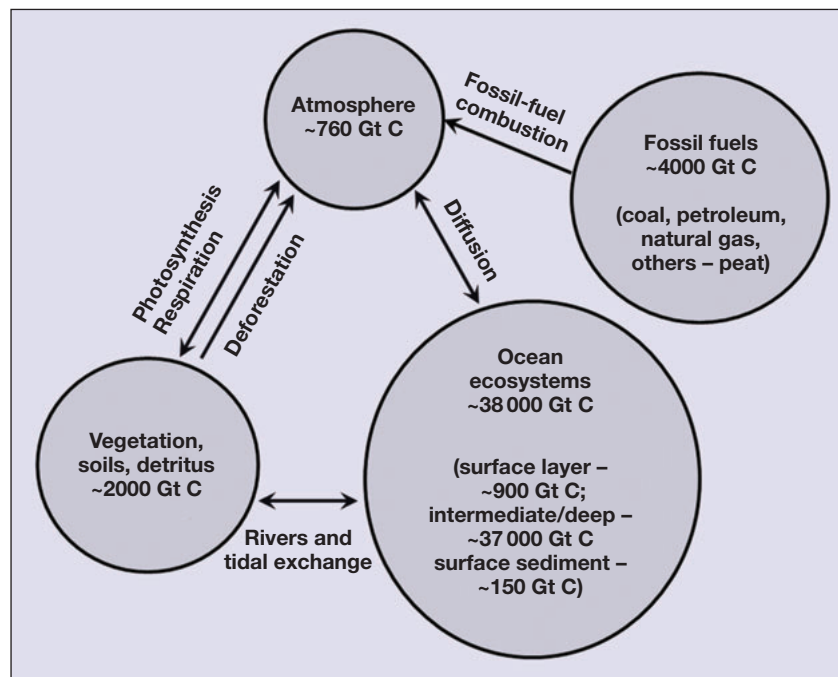 Atmosphere
~760 Gt C
Fossil-fuel
combustion
Fossil fuels
~4000 Gt C
(coal, petroleum,
natural gas,
others – peat)
Photosynthesis
Respiration
Deforestation
Diffusion
Ocean
ecosystems
~38 000 Gt C
(surface layer –
~900 Gt C;
intermediate/deep –
~37 000 Gt C
surface sediment –
~150 Gt C)
Vegetation,
soils, detritus
~2000 Gt C
Rivers and
tidal exchange